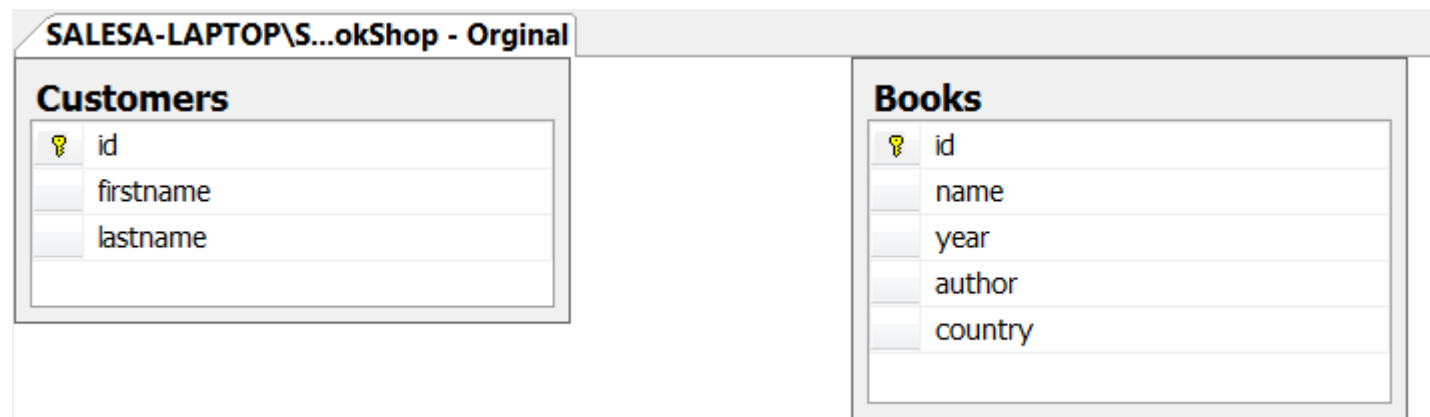 SALESA-LAPTOP\S...okShop - Orginal
Customers
id
firstname
lastname
Books
id
name
year
author
country